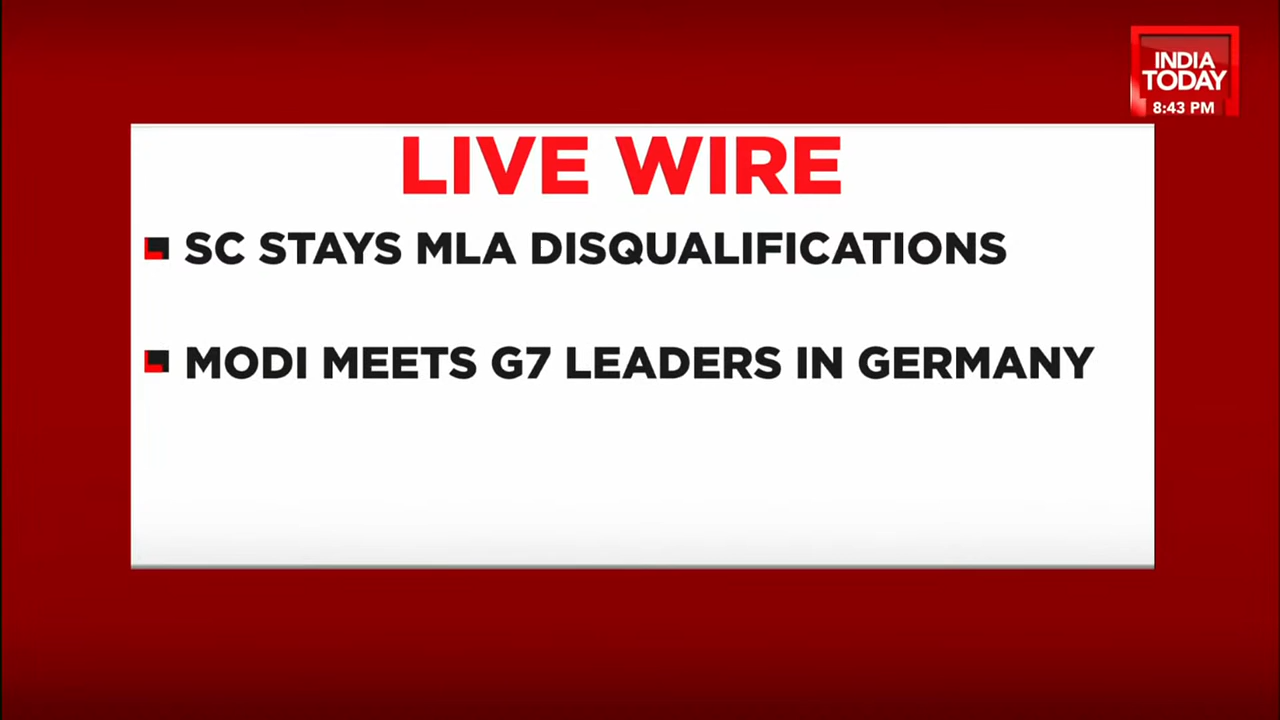 INDIA
TODAY
8:43 PM
LIVE WIRE
SC STAYS MLA DISQUALIFICATIONS
MODI MEETS G7 LEADERS IN GERMANY